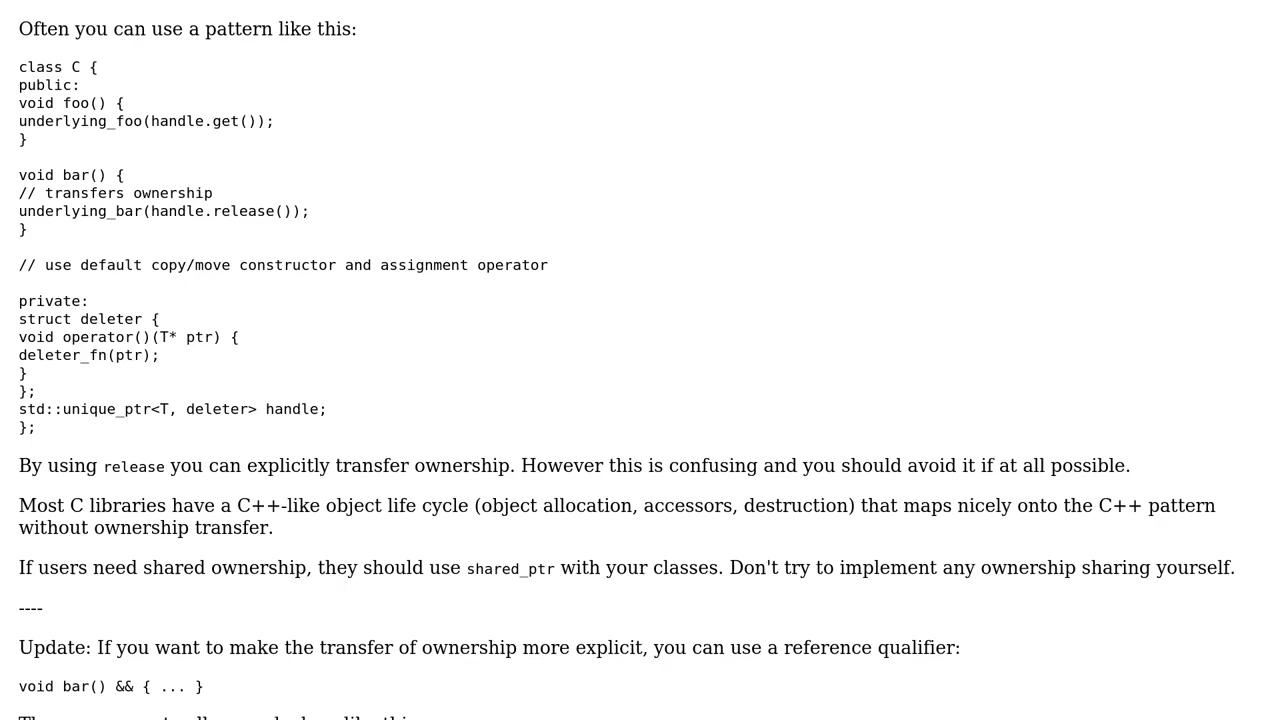 Often you can use a pattern like this:
class C {
public:
void foo() {
underlying_foo(handle.get());
}
void bar() {
// transfers ownership
underlying_bar(handle.release());
}
// use default copy/move constructor and assignment operator
private:
struct deleter {
void operator()(T* ptr) {
deleter_fn(ptr);
}
};
std::unique_ptr<T, deleter> handle;
};
By using release you can explicitly transfer ownership. However this is confusing and you should avoid it if at all possible.
Most C libraries have a C++-like object life cycle (object allocation, accessors, destruction) that maps nicely onto the C++ pattern
without ownership transfer.
If users need shared ownership, they should use shared_ptr with your classes. Don't try to implement any ownership sharing yourself.
----
Update: If you want to make the transfer of ownership more explicit, you can use a reference qualifier:
void bar() && { ... }